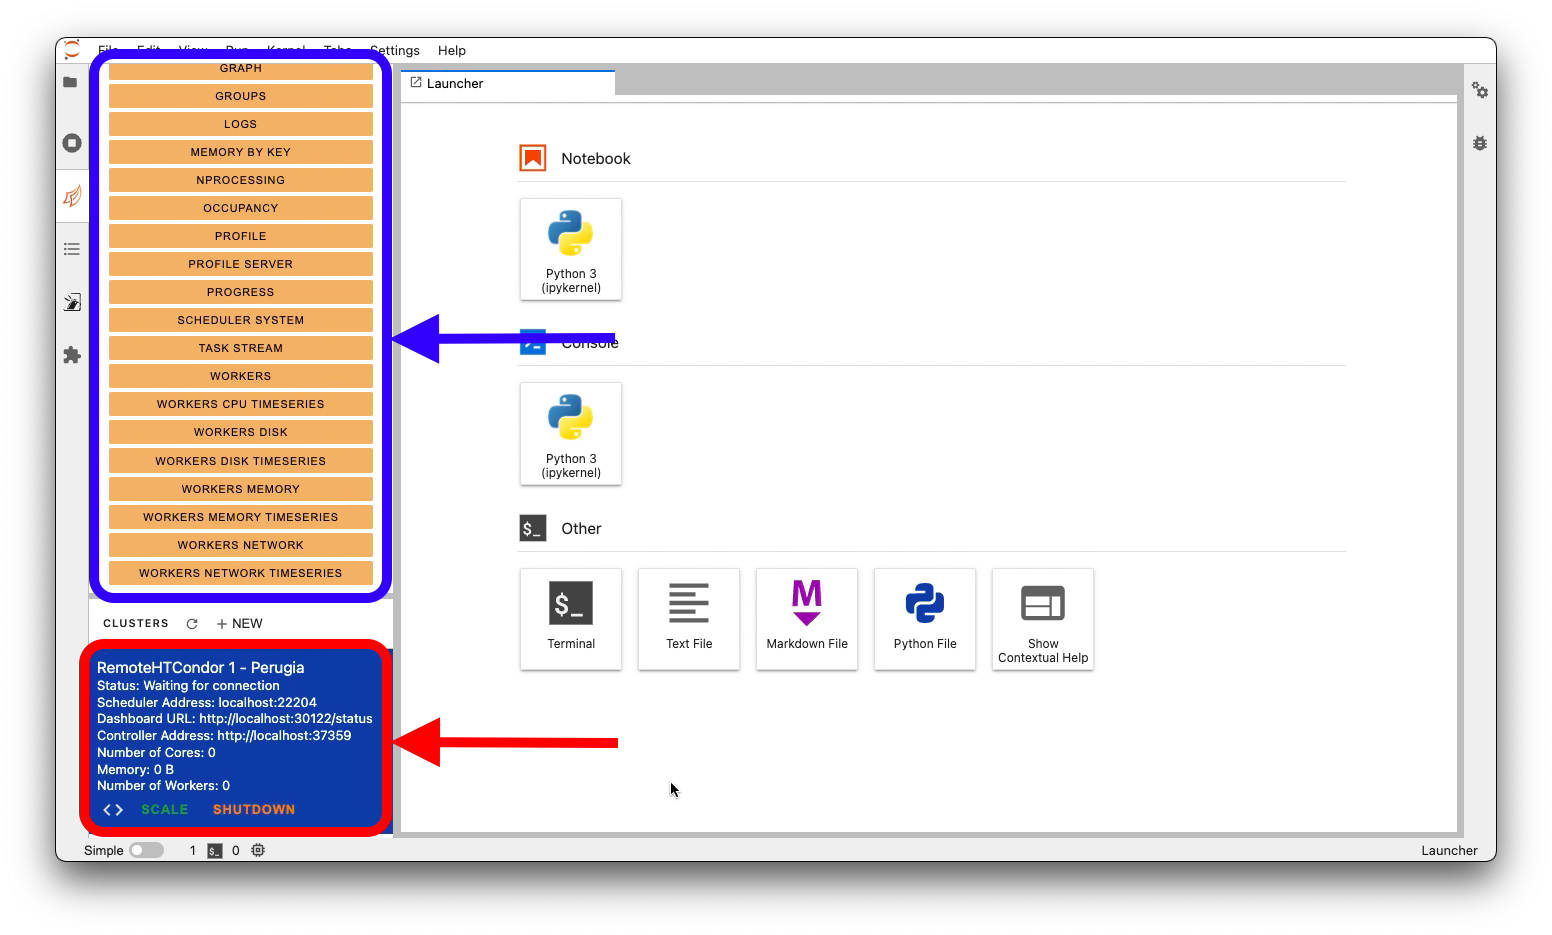 File Edit View Run Kernel Tabs Settings Help
GRAPH
GROUPS
LOGS
MEMORY BY KEY
NPROCESSING
OCCUPANCY
PROFILE
PROFILE SERVER
PROGRESS
SCHEDULER SYSTEM
TASK STREAM
WORKERS
WORKERS CPU TIMESERIES
WORKERS DISK
WORKERS DISK TIMESERIES
WORKERS MEMORY
WORKERS MEMORY TIMESERIES
WORKERS NETWORK
WORKERS NETWORK TIMESERIES
CLUSTERS + NEW
RemoteHTCondor 1 - Perugia
Status: Waiting for connection
Scheduler Address: localhost:22204
Dashboard URL: http://localhost:30122/status
Controller Address: http://localhost:37359
Number of Cores: 0
Memory: 0 B
Number of Workers: 0
<> SCALE SHUTDOWN
Launcher
Notebook
Python 3
(ipykernel)
Console
Python 3
(ipykernel)
$_ Other
$_
Terminal
Text File
M
Markdown File
Python File
Show
Contextual Help
Simple 1 $_ 0
Launcher